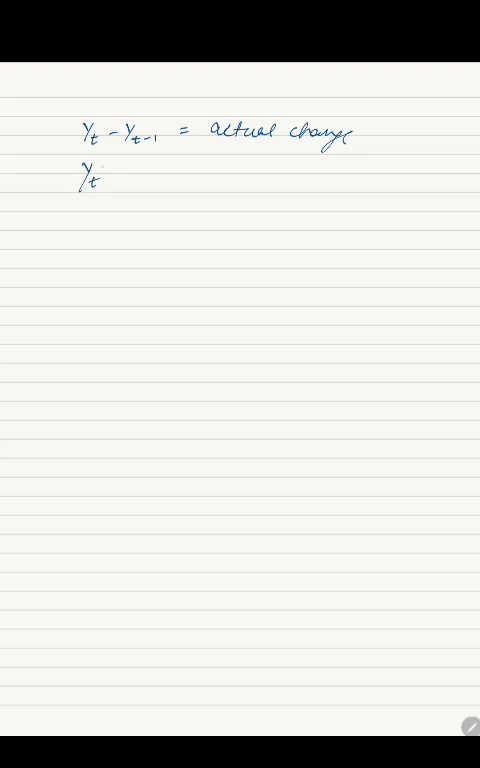 Yt - Yt-1 = actual change
Yt